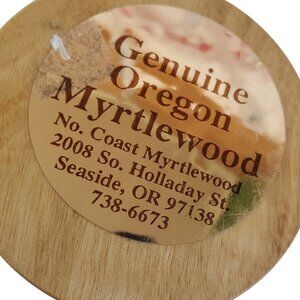 Genuine
Oregon
Myrtlewood
No. Coast Myrtlewood
2008 So. Holladay St.
Seaside, OR 97138
738-6673